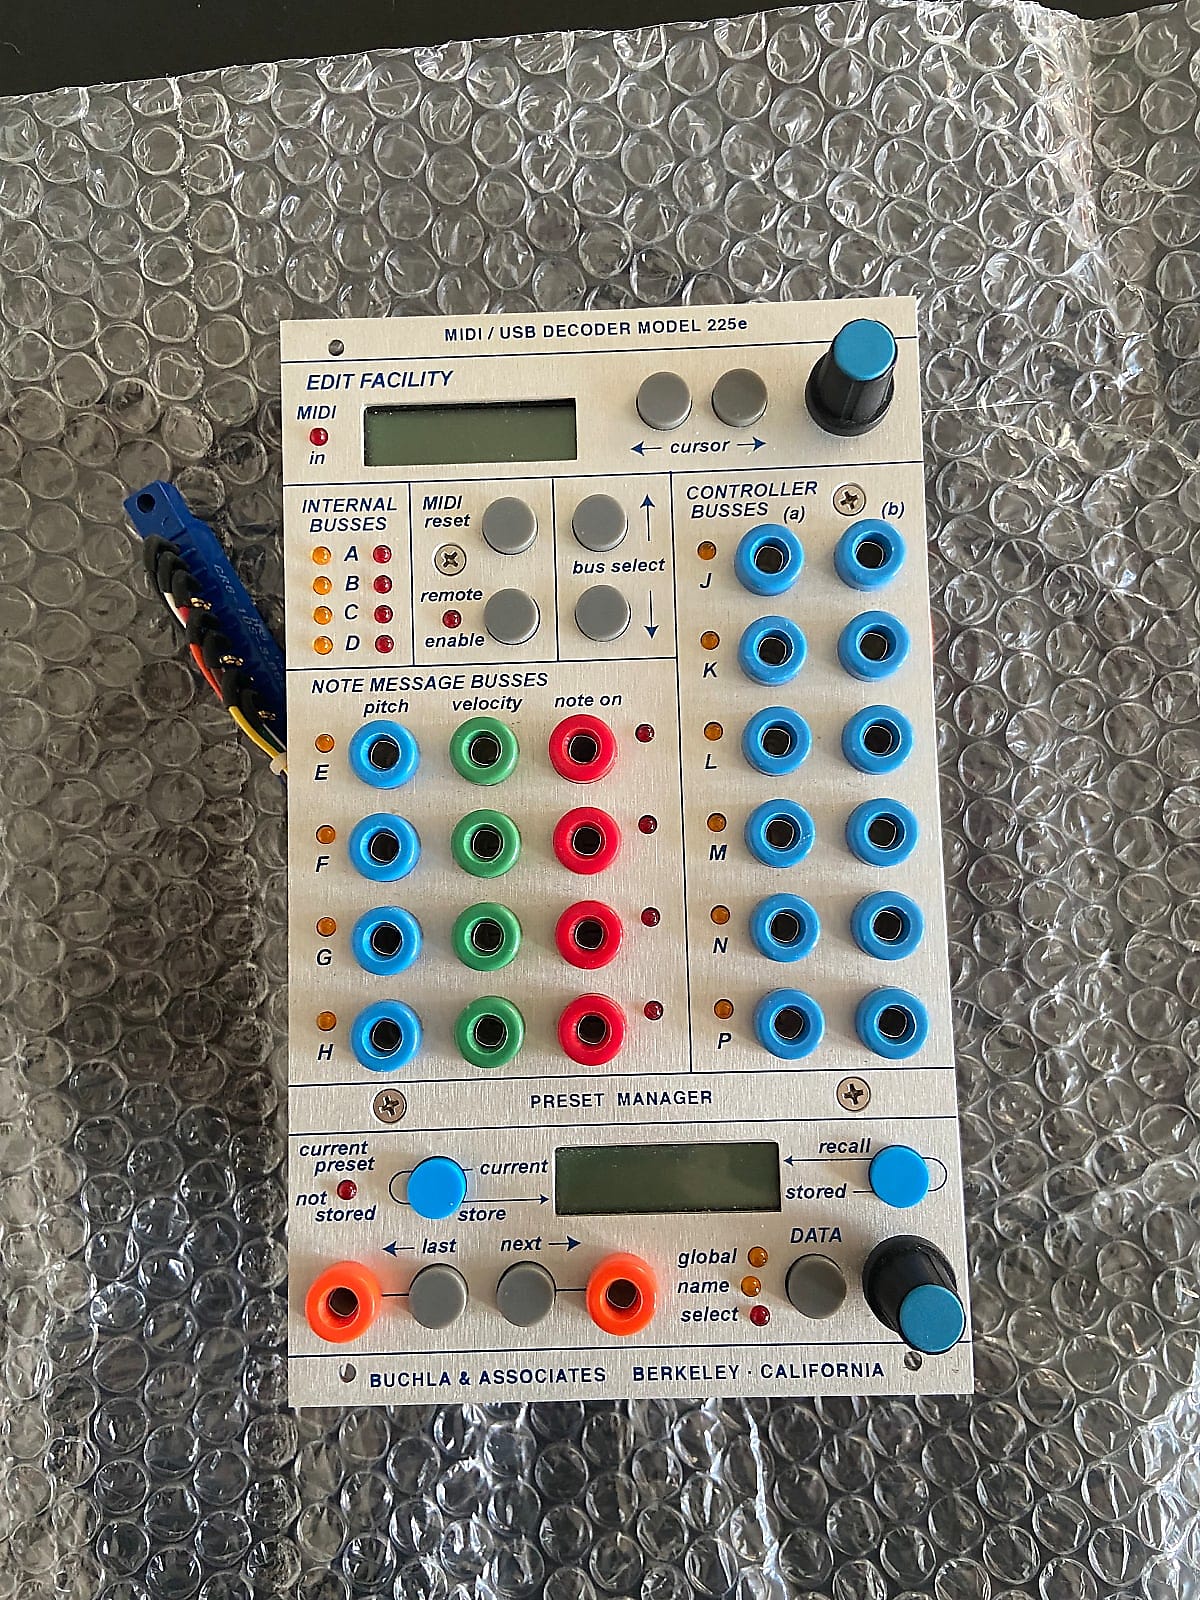 MIDI / USB DECODER MODEL 225e
EDIT FACILITY
MIDI
in
← cursor →
INTERNAL
BUSSES
A
B
C
D
MIDI
reset
remote
enable
bus select
CONTROLLER
BUSSES (a) (b)
J
K
L
M
N
P
NOTE MESSAGE BUSSES
pitch velocity note on
E
F
G
H
PRESET MANAGER
current
preset
not
stored
current
store
recall
stored
← last next →
DATA
global
name
select
BUCHLA & ASSOCIATES BERKELEY · CALIFORNIA